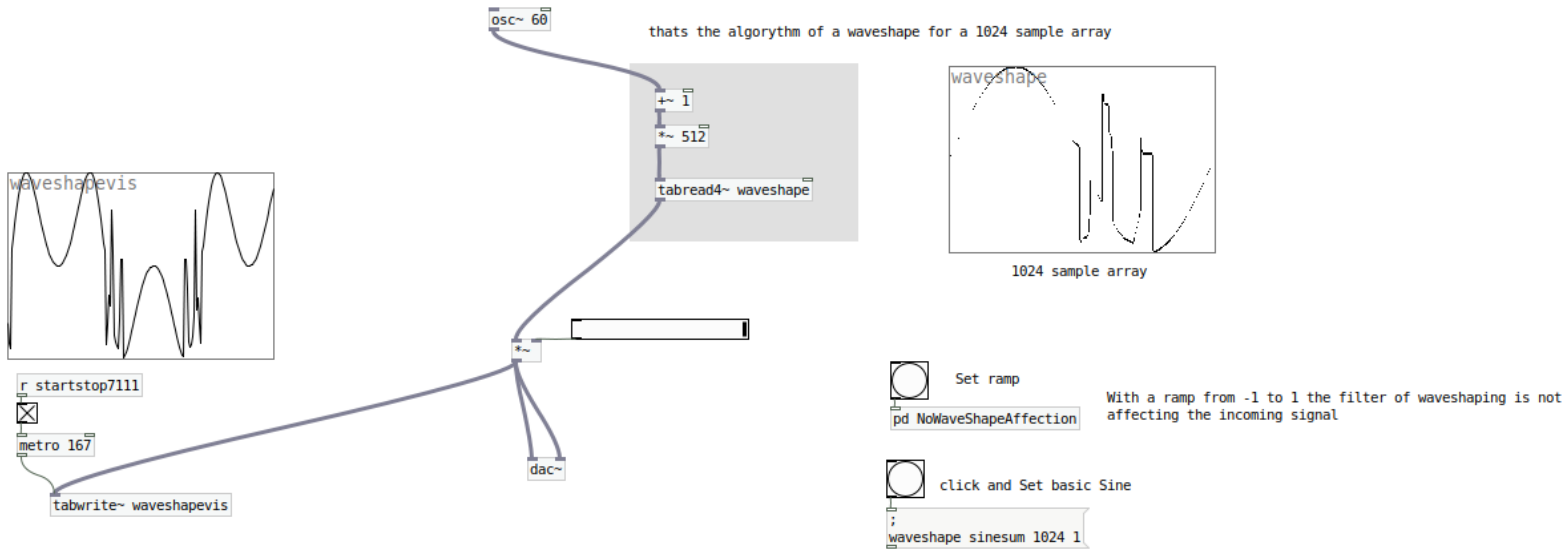 osc~ 60
thats the algorythm of a waveshape for a 1024 sample array
+~ 1
*~ 512
tabread4~ waveshape
waveshape
1024 sample array
waveshapevis
r startstop7111
metro 167
tabwrite~ waveshapevis
*~
dac~
Set ramp
pd NoWaveShapeAffection
With a ramp from -1 to 1 the filter of waveshaping is not
affecting the incoming signal
click and Set basic Sine
;
waveshape sinesum 1024 1